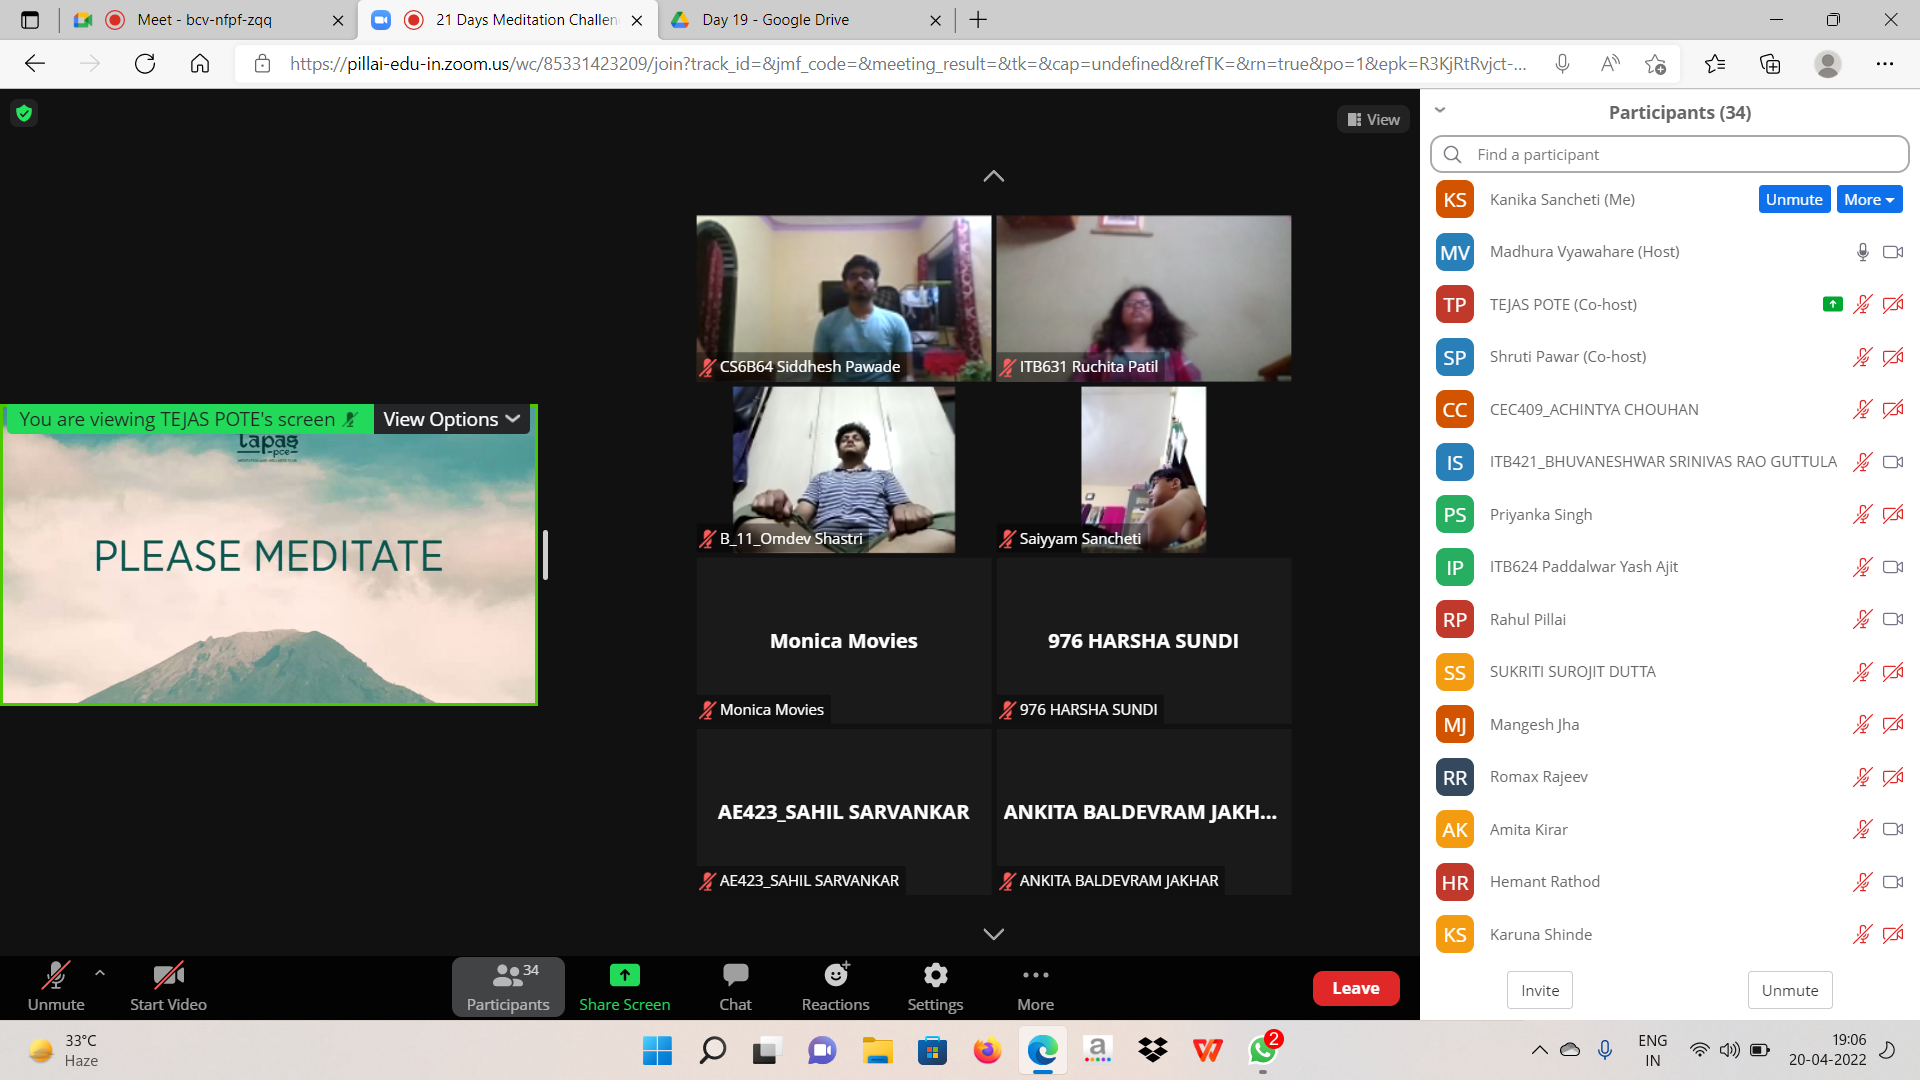 Meet - bcv-nfpf-zqq
21 Days Meditation Challen
Day 19 - Google Drive
https://pillai-edu-in.zoom.us/wc/85331423209/join?track_id=&jmf_code=&meeting_result=&tk=&cap=undefined&refTK=&rn=true&po=1&epk=R3KjRtRvjct-...
View
You are viewing TEJAS POTE's screen
View Options
tapas
-pce-
PLEASE MEDITATE
CS6B64 Siddhesh Pawade
ITB631 Ruchita Patil
B_11_Omdev Shastri
Saiyyam Sancheti
Monica Movies
976 HARSHA SUNDI
Monica Movies
976 HARSHA SUNDI
AE423_SAHIL SARVANKAR
ANKITA BALDEVRAM JAKH...
AE423_SAHIL SARVANKAR
ANKITA BALDEVRAM JAKHAR
Participants (34)
Find a participant
KS Kanika Sancheti (Me) Unmute More
MV Madhura Vyawahare (Host)
TP TEJAS POTE (Co-host)
SP Shruti Pawar (Co-host)
CC CEC409_ACHINTYA CHOUHAN
IS ITB421_BHUVANESHWAR SRINIVAS RAO GUTTULA
PS Priyanka Singh
IP ITB624 Paddalwar Yash Ajit
RP Rahul Pillai
SS SUKRITI SUROJIT DUTTA
MJ Mangesh Jha
RR Romax Rajeev
AK Amita Kirar
HR Hemant Rathod
KS Karuna Shinde
Invite
Unmute
Unmute
Start Video
34
Participants
Share Screen
Chat
Reactions
Settings
More
Leave
33°C
Haze
a
W
2
ENG
IN
19:06
20-04-2022